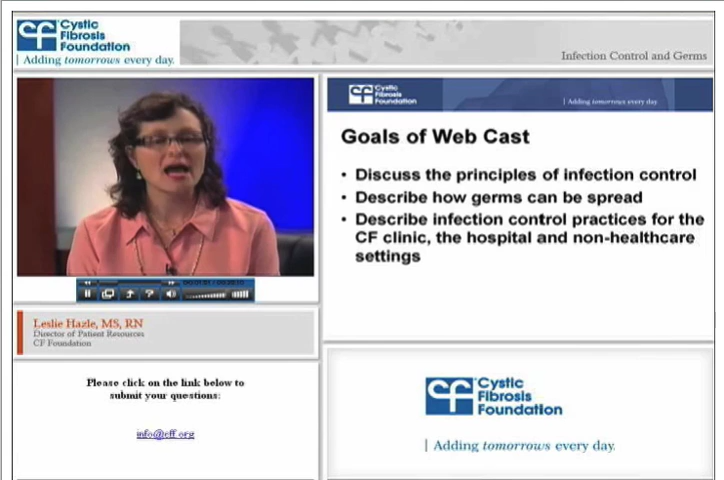 Cystic
Fibrosis
Foundation
| Adding tomorrows every day.
Infection Control and Germs
Cystic
Fibrosis
Foundation
| Adding tomorrows every day.
Goals of Web Cast
• Discuss the principles of infection control
• Describe how germs can be spread
• Describe infection control practices for the
CF clinic, the hospital and non-healthcare
settings
Leslie Hazle, MS, RN
Director of Patient Resources
CF Foundation
Please click on the link below to
submit your questions:
info@cff.org
Cystic
Fibrosis
Foundation
| Adding tomorrows every day.